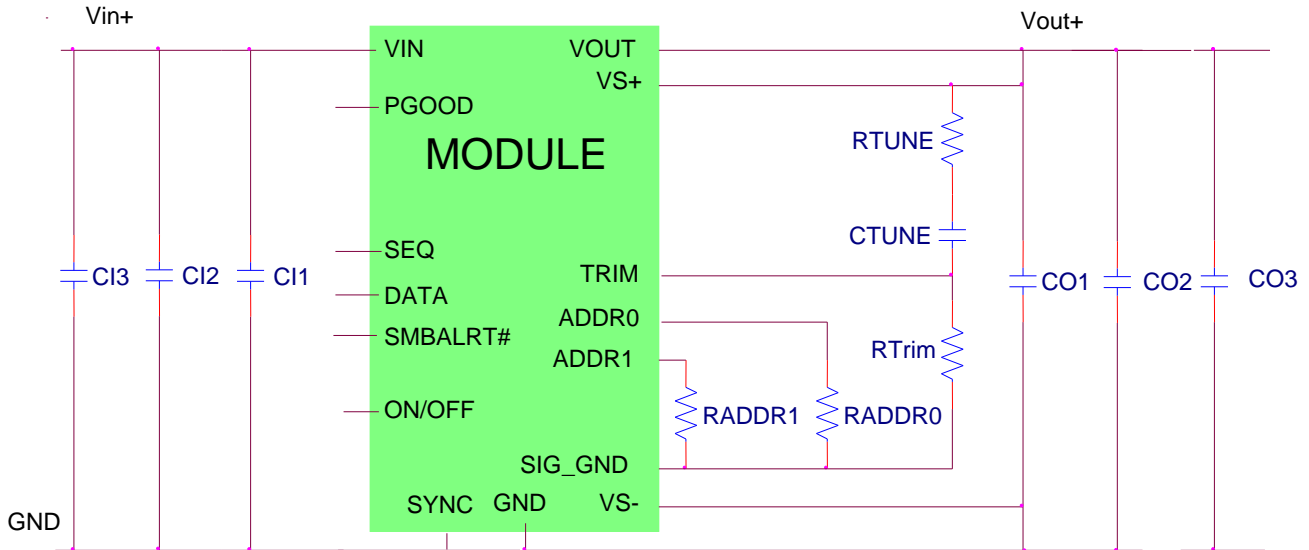 Vin+
Vout+
VIN
VOUT
VS+
PGOOD
MODULE
RTUNE
CTUNE
SEQ
TRIM
CI3
CI2
CI1
CO1
CO2
CO3
DATA
ADDR0
SMBALRT#
RTrim
ADDR1
ON/OFF
RADDR1
RADDR0
SIG_GND
SYNC
GND
VS-
GND